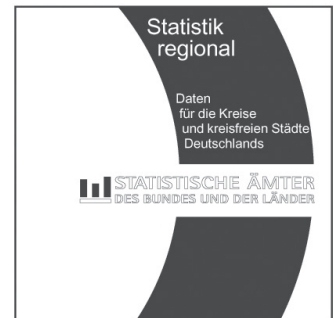 Statistik
regional
Daten
für die Kreise
und kreisfreien Städte
Deutschlands
STATISTISCHE ÄMTER
DES BUNDES UND DER LÄNDER